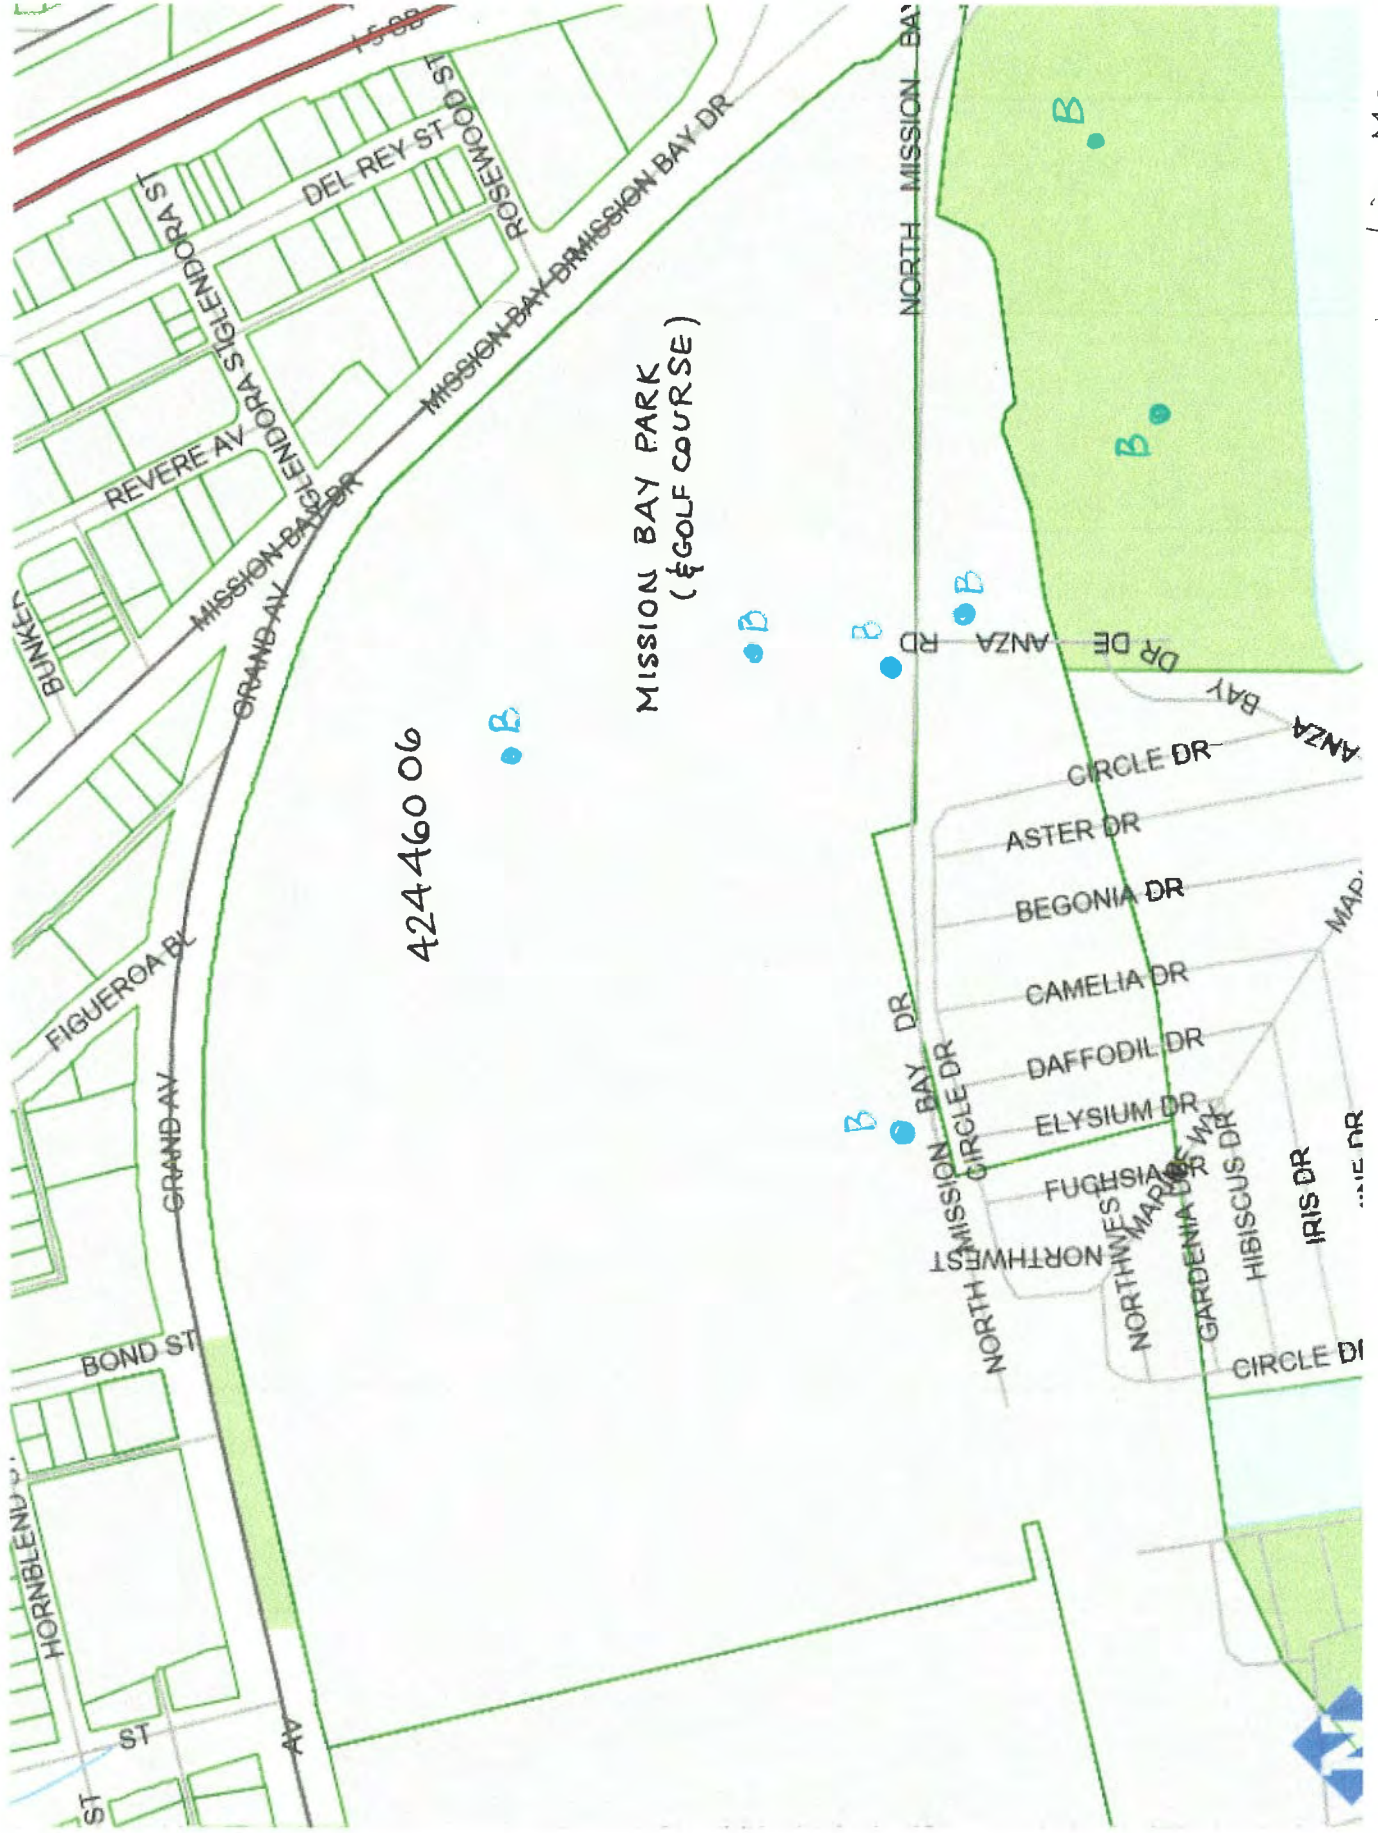 I-5 SB
ROSEWOOD ST
DEL REY ST
GLENDORA ST
GLENDORA ST
GLENDORA
REVERE AV
BUNKER
MISSION BAY DR
MISSION BAY DR
MISSION BAY DR
MISSION BAY DR
GRAND AV
FIGUEROA BL
GRAND AV
BOND ST
ST
ST
AV
424 460 06
MISSION BAY PARK
(& GOLF COURSE)
B
B
B
B
B
B
B
NORTH MISSION BAY
RD
ANZA
DE
DR
BAY
ANZA
CIRCLE DR
ASTER DR
BEGONIA DR
CAMELIA DR
DAFFODIL DR
ELYSIUM DR
FUCHSIA DR
NORTH MISSION BAY DR
CIRCLE DR
NORTHWEST
NORTHWEST
GARDENIA DR
HIBISCUS DR
IRIS DR
CIRCLE DR
N